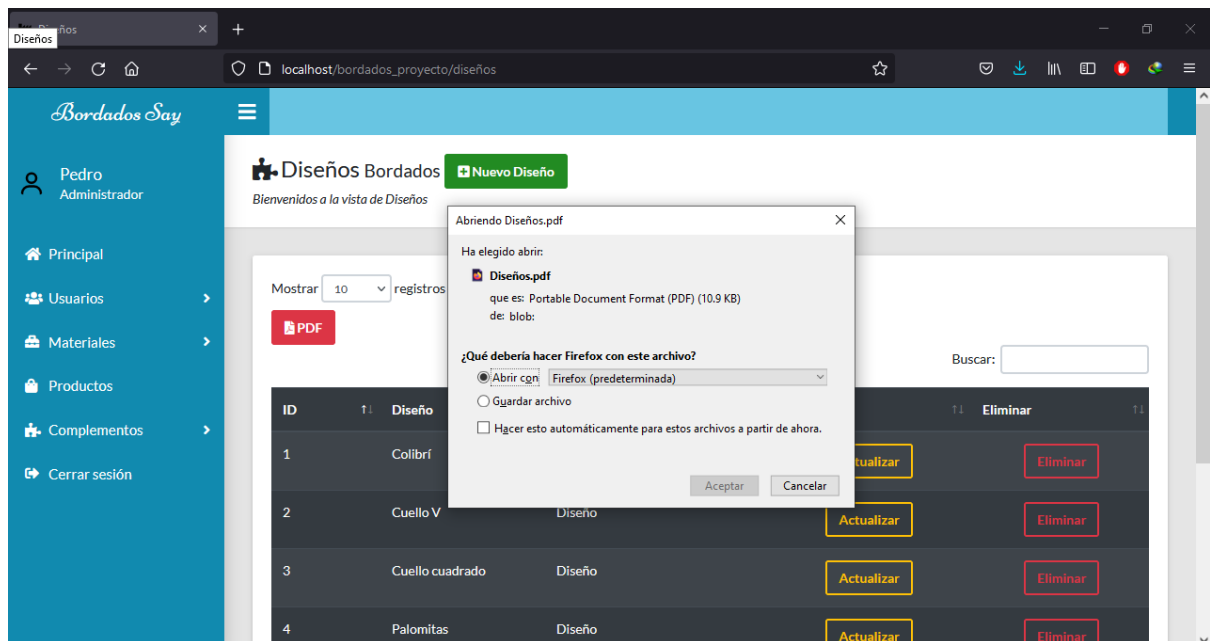 Diseños
Diseños
localhost/bordados_proyecto/diseños
Bordados Say
Pedro
Administrador
Principal
Usuarios
Materiales
Productos
Complementos
Cerrar sesión
Diseños Bordados
Nuevo Diseño
Bienvenidos a la vista de Diseños
Mostrar 10 registros
PDF
Buscar:
Abriendo Diseños.pdf
Ha elegido abrir:
Diseños.pdf
que es: Portable Document Format (PDF) (10.9 KB)
de: blob:
¿Qué debería hacer Firefox con este archivo?
Abrir con Firefox (predeterminada)
Guardar archivo
Hacer esto automáticamente para estos archivos a partir de ahora.
Aceptar Cancelar
ID Diseño Eliminar
1 Colibrí tualizar Eliminar
2 Cuello V Diseño Actualizar Eliminar
3 Cuello cuadrado Diseño Actualizar Eliminar
4 Palomitas Diseño Actualizar Eliminar